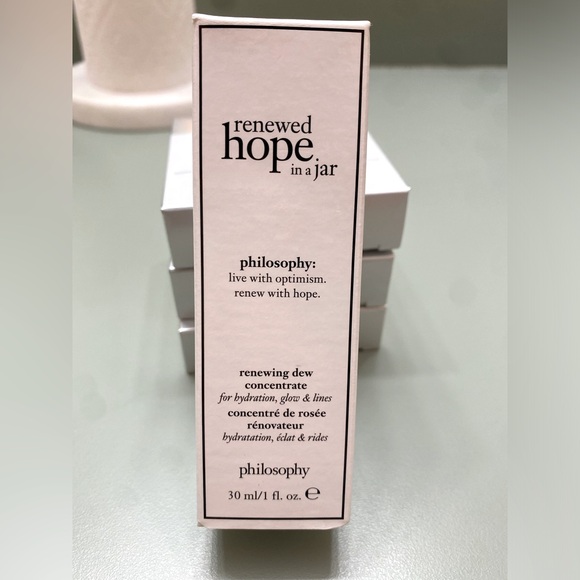 renewed
hope
in a jar
philosophy:
live with optimism.
renew with hope.
renewing dew
concentrate
for hydration, glow & lines
concentré de rosée
rénovateur
hydratation, éclat & rides
philosophy
30 ml/1 fl. oz. ℮